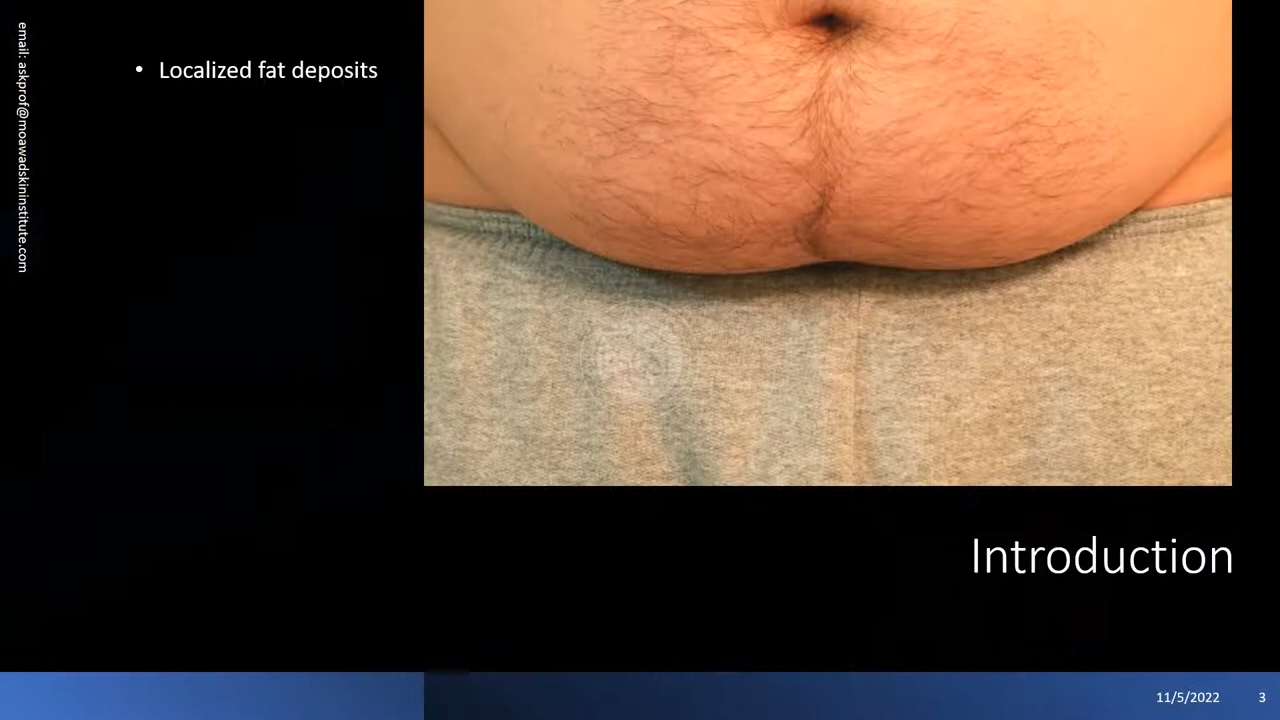 email: askprof@moawadskininstitute.com
• Localized fat deposits
Introduction
11/5/2022
3